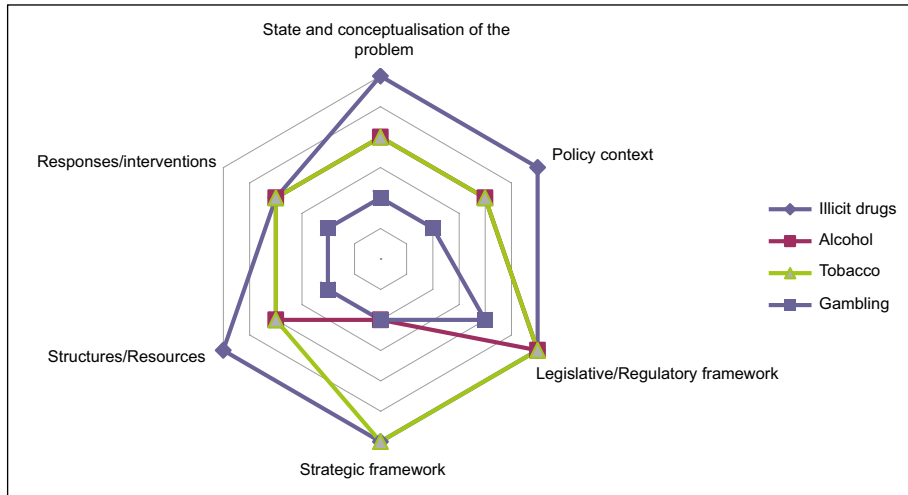 State and conceptualisation of the
problem
Responses/interventions
Policy context
Illicit drugs
Alcohol
Tobacco
Gambling
Structures/Resources
Legislative/Regulatory framework
Strategic framework